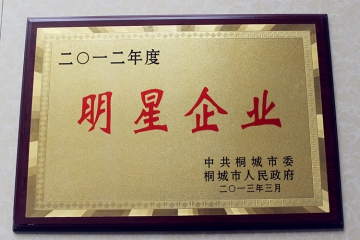 二〇一二年度
明星企业
中共桐城市委
桐城市人民政府
二〇一三年三月